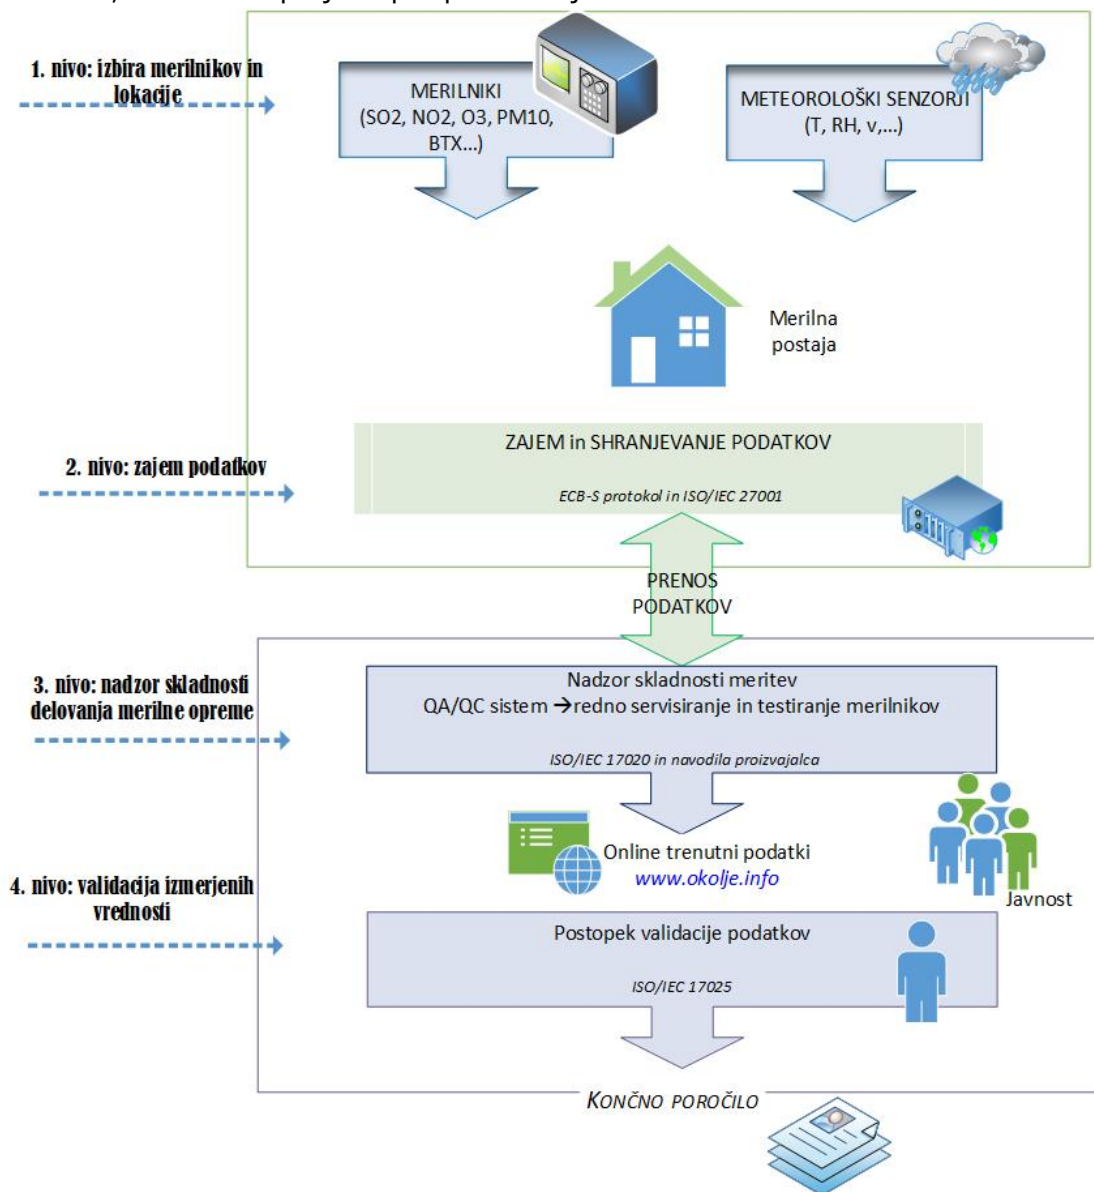 1. nivo: izbira merilnikov in
lokacije
MERILNIKI
(SO2, NO2, O3, PM10,
BTX...)
METEOROLOŠKI SENZORJI
(T, RH, v,...)
Merilna
postaja
2. nivo: zajem podatkov
ZAJEM in SHRANJEVANJE PODATKOV
ECB-S protokol in ISO/IEC 27001
PRENOS
PODATKOV
3. nivo: nadzor skladnosti
delovanja merilne opreme
Nadzor skladnosti meritev
QA/QC sistem →redno servisiranje in testiranje merilnikov
ISO/IEC 17020 in navodila proizvajalca
Online trenutni podatki
www.okolje.info
Javnost
4. nivo: validacija izmerjenih
vrednosti
Postopek validacije podatkov
ISO/IEC 17025
KONČNO POROČILO